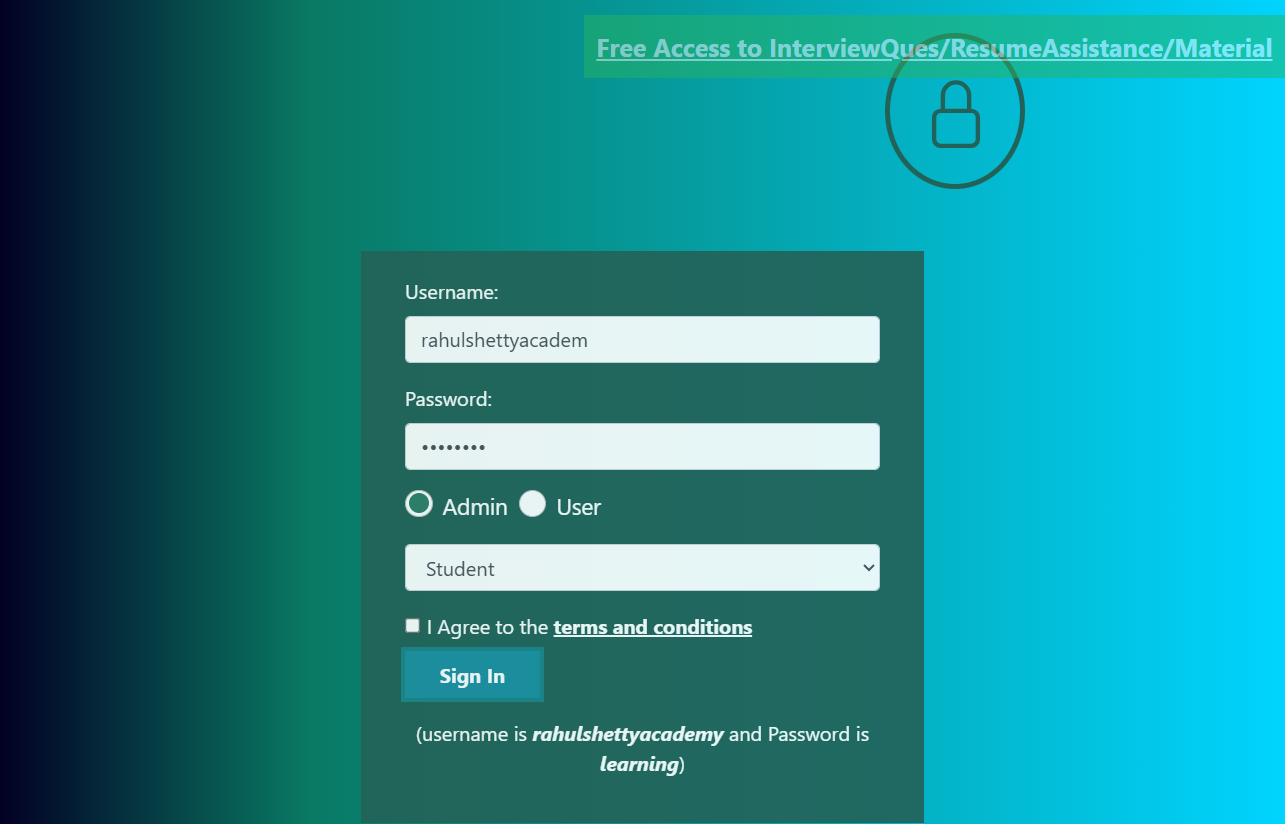 Free Access to InterviewQues/ResumeAssistance/Material
Username:
rahulshettyacadem
Password:
••••••••
Admin User
Student
I Agree to the terms and conditions
Sign In
(username is rahulshettyacademy and Password is
learning)